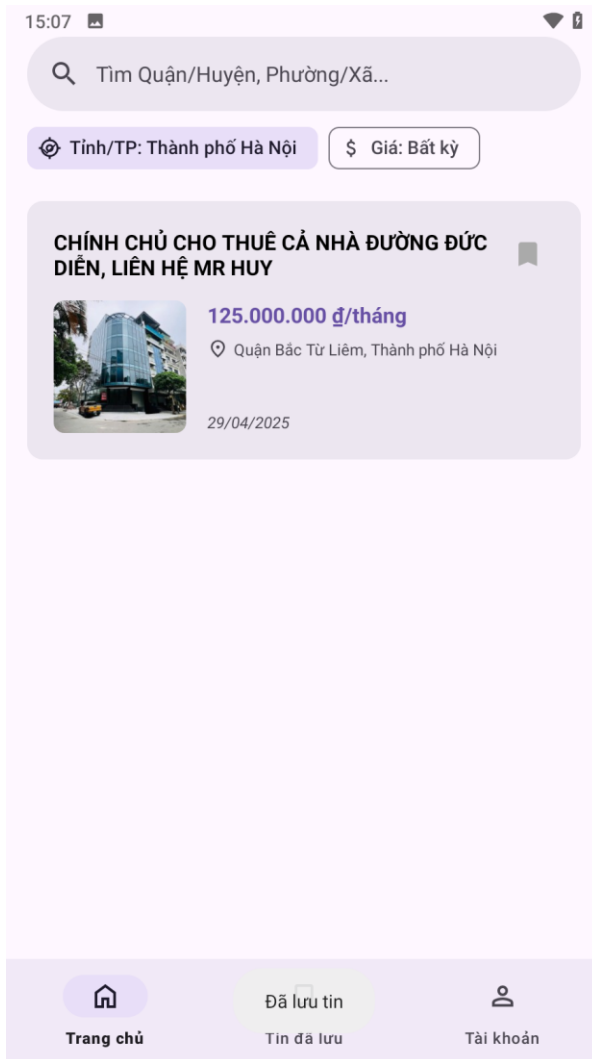 15:07
Tìm Quận/Huyện, Phường/Xã...
Tỉnh/TP: Thành phố Hà Nội
$ Giá: Bất kỳ
CHÍNH CHỦ CHO THUÊ CẢ NHÀ ĐƯỜNG ĐỨC
DIỄN, LIÊN HỆ MR HUY
125.000.000 ₫/tháng
Quận Bắc Từ Liêm, Thành phố Hà Nội
29/04/2025
Đã lưu tin
Trang chủ
Tin đã lưu
Tài khoản